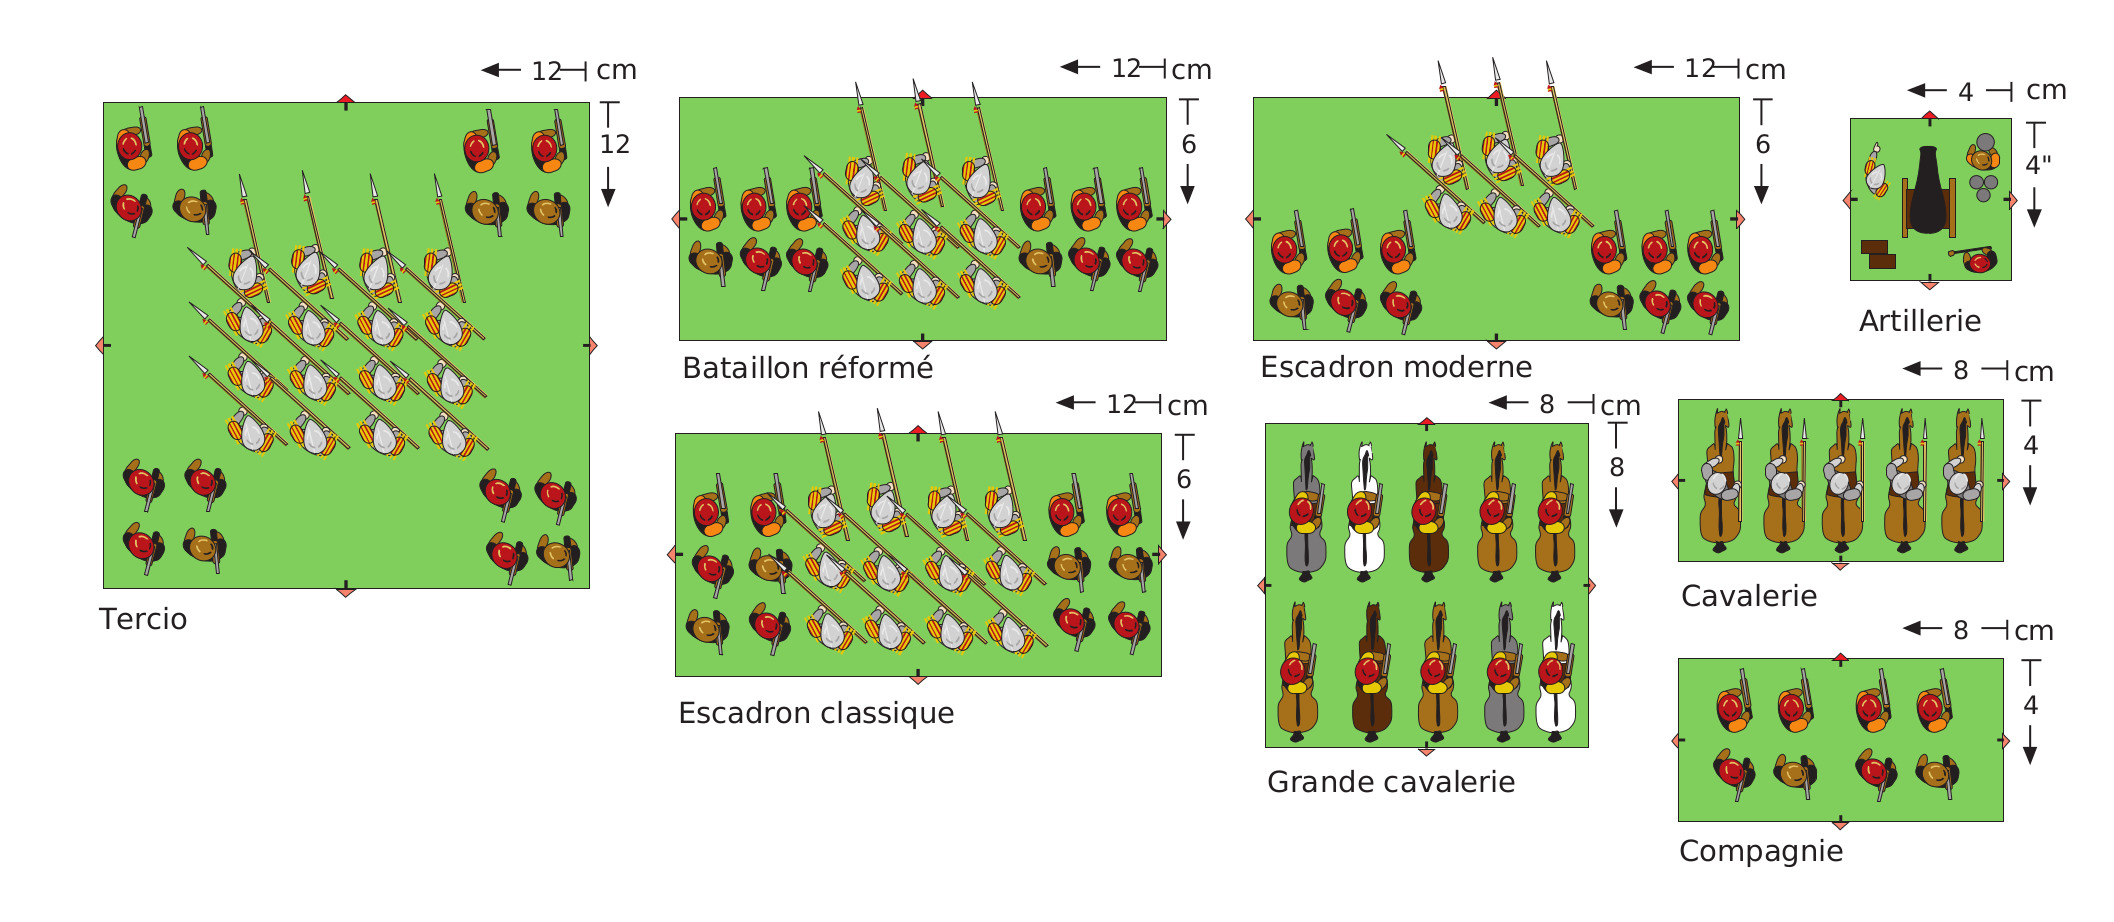 12 cm
12
Tercio
12 cm
6
Bataillon réformé
12 cm
6
Escadron classique
12 cm
6
Escadron moderne
8 cm
8
Grande cavalerie
4 cm
4"
Artillerie
8 cm
4
Cavalerie
8 cm
4
Compagnie